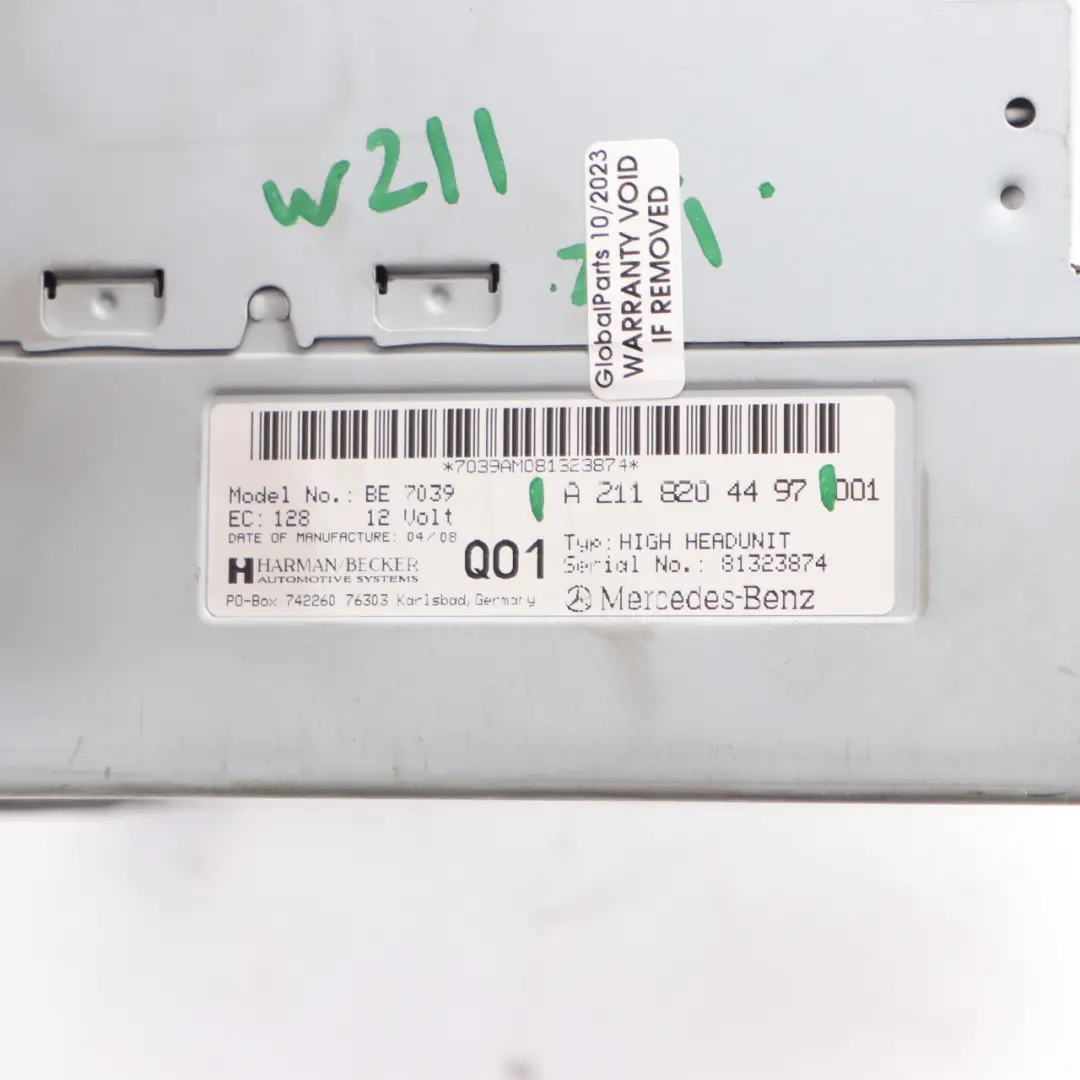 W211
GlobalParts 10/2023
WARRANTY VOID
IF REMOVED
*7039AM081323874*
Model No.: BE 7039
A 211 820 44 97 001
EC: 128 12 Volt
DATE OF MANUFACTURE: 04/08
Q01
Typ: HIGH HEADUNIT
HARMAN/BECKER
AUTOMOTIVE SYSTEMS
Serial No.: 81323874
PO-Box 742260 76303 Karlsbad, Germany
Mercedes-Benz